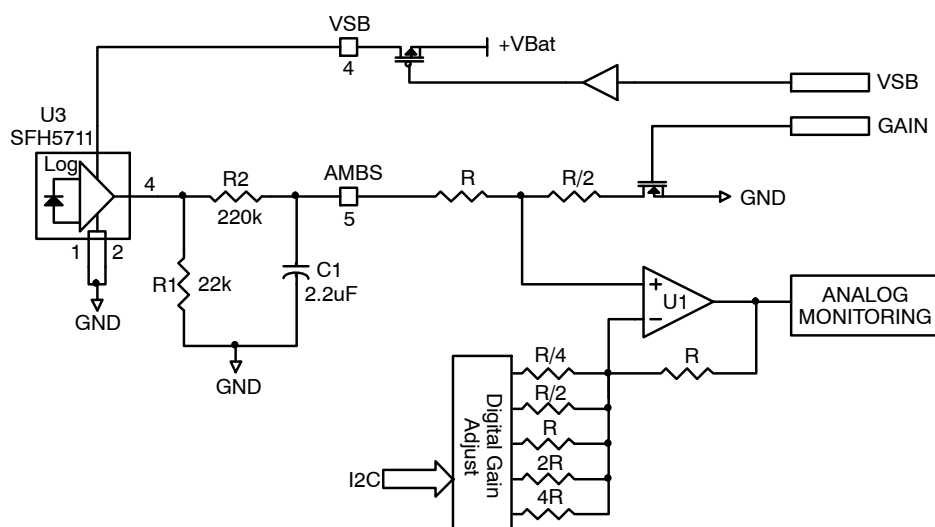 VSB
4
+VBat
VSB
GAIN
U3
SFH5711
Log
4
R2
220k
AMBS
5
R
R/2
GND
1
2
GND
R1
22k
C1
2.2uF
GND
+
−
U1
ANALOG
MONITORING
R
R/4
R/2
R
2R
4R
Digital Gain
Adjust
I2C